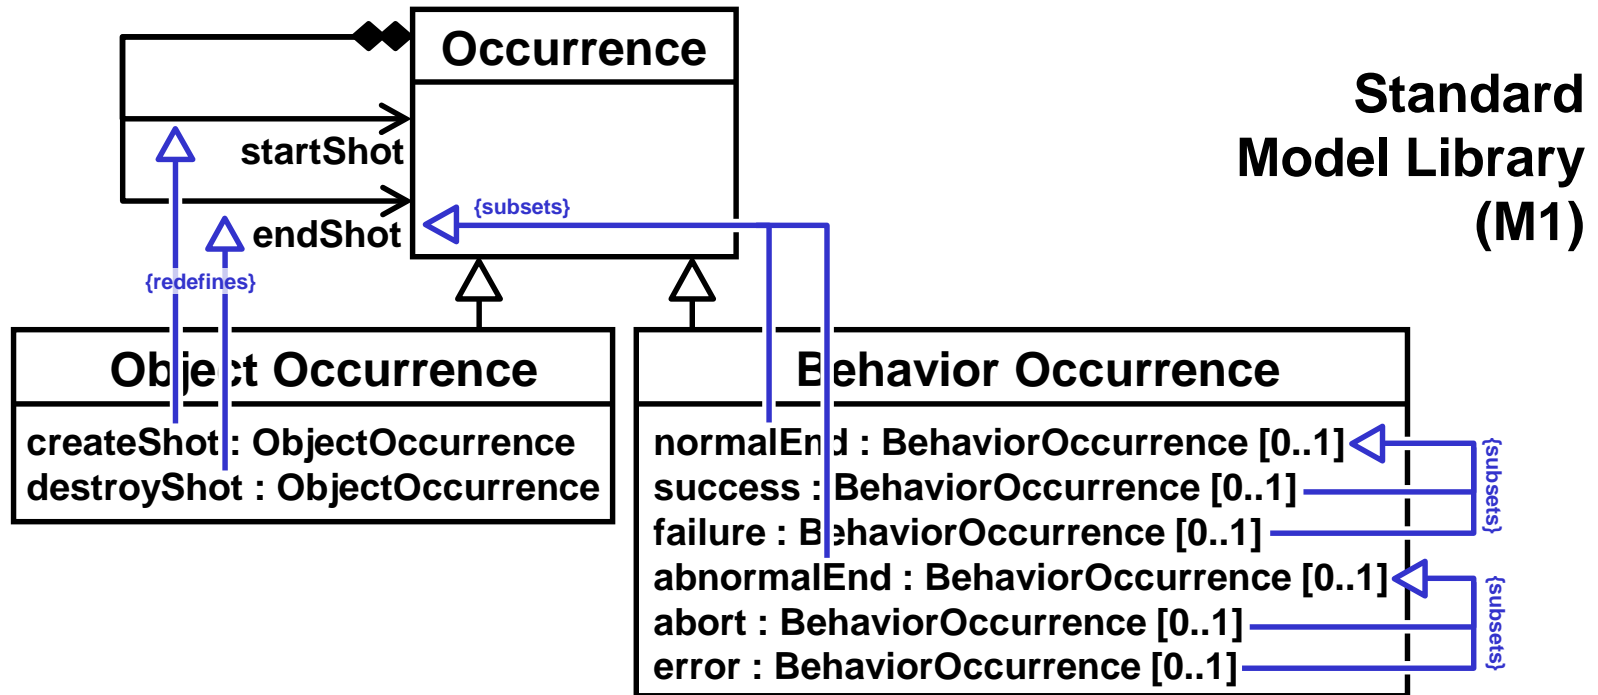 Occurrence
startShot
endShot
{subsets}
{redefines}
Standard
Model Library
(M1)
Object Occurrence
createShot : ObjectOccurrence
destroyShot : ObjectOccurrence
Behavior Occurrence
normalEnd : BehaviorOccurrence [0..1]
success : BehaviorOccurrence [0..1]
failure : BehaviorOccurrence [0..1]
{subsets}
abnormalEnd : BehaviorOccurrence [0..1]
abort : BehaviorOccurrence [0..1]
error : BehaviorOccurrence [0..1]
{subsets}